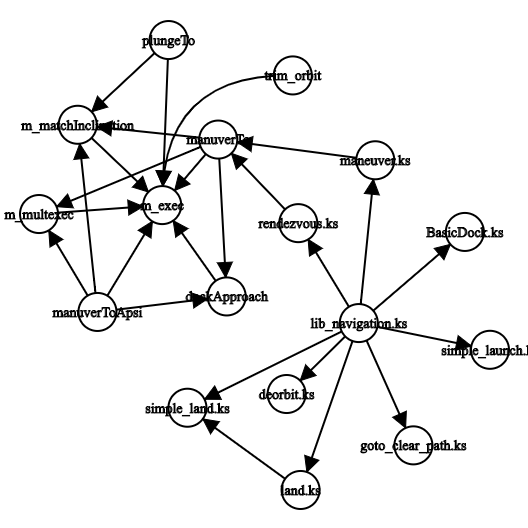 plungeTo
trim_orbit
m_matchInclination
manuverTo
maneuver.ks
m_exec
m_multexec
rendezvous.ks
BasicDock.ks
dockApproach
manuverToApsi
lib_navigation.ks
simple_launch.k
deorbit.ks
simple_land.ks
goto_clear_path.ks
land.ks